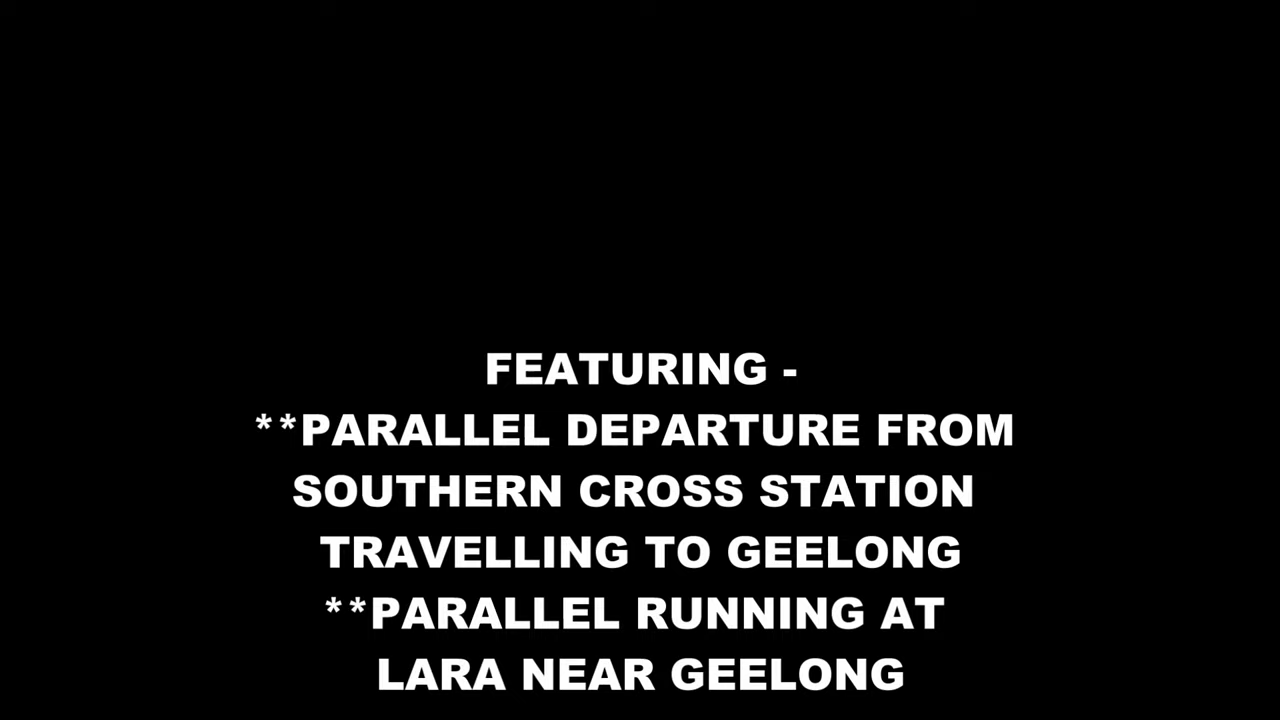 FEATURING -
**PARALLEL DEPARTURE FROM
SOUTHERN CROSS STATION
TRAVELLING TO GEELONG
**PARALLEL RUNNING AT
LARA NEAR GEELONG